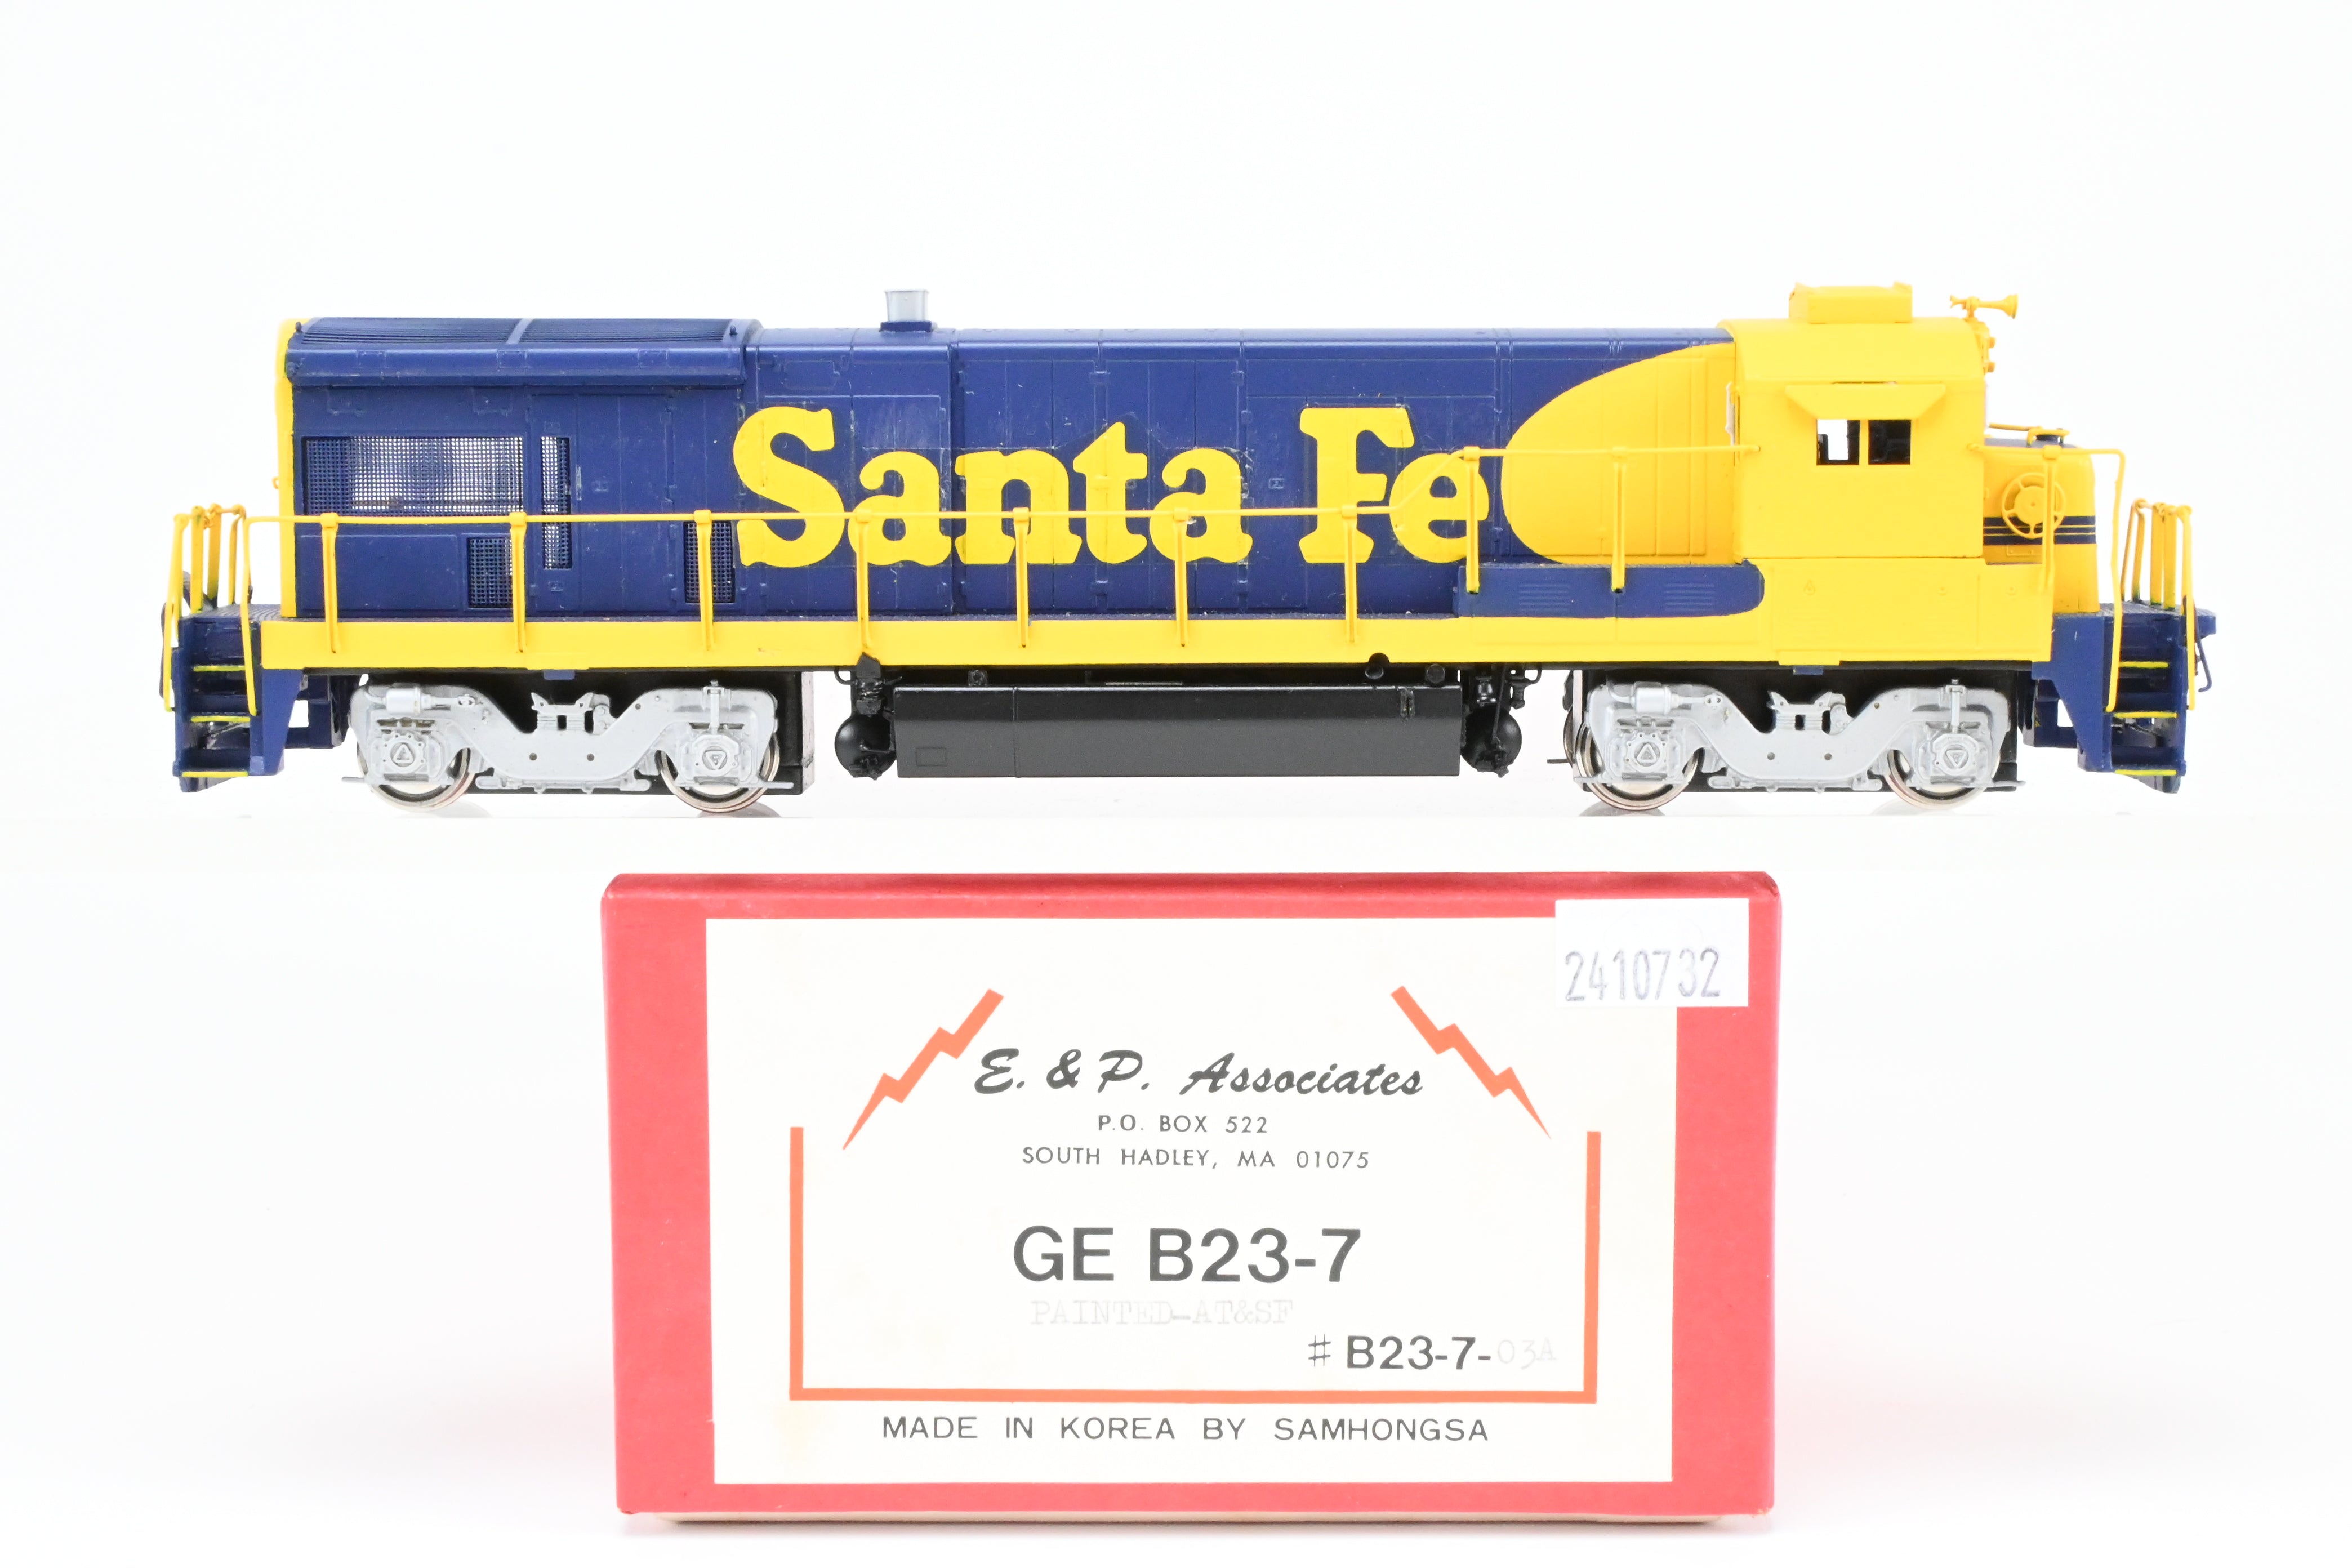 Santa Fe
2410732
E. & P. Associates
P.O. BOX 522
SOUTH HADLEY, MA 01075
GE B23-7
PAINTED-AT&SF
# B23-7-03A
MADE IN KOREA BY SAMHONGSA